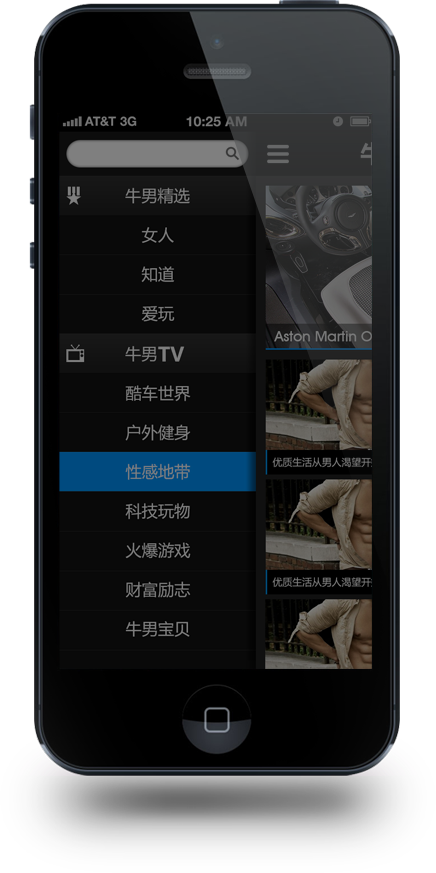 AT&T 3G 10:25 AM
牛男精选
女人
知道
爱玩
牛男TV
酷车世界
户外健身
性感地带
科技玩物
火爆游戏
财富励志
牛男宝贝
Aston Martin O
优质生活从男人渴望开
优质生活从男人渴望开